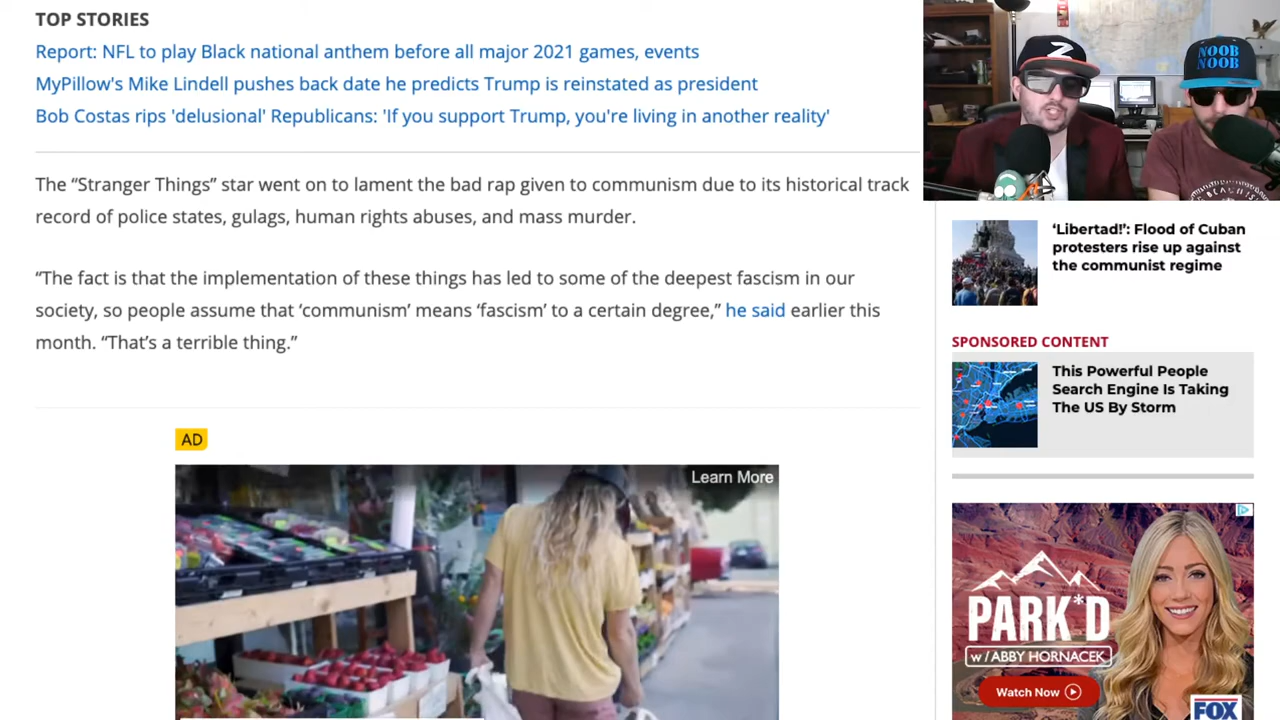 TOP STORIES
Report: NFL to play Black national anthem before all major 2021 games, events
MyPillow's Mike Lindell pushes back date he predicts Trump is reinstated as president
Bob Costas rips 'delusional' Republicans: 'If you support Trump, you're living in another reality'
The “Stranger Things” star went on to lament the bad rap given to communism due to its historical track
record of police states, gulags, human rights abuses, and mass murder.
“The fact is that the implementation of these things has led to some of the deepest fascism in our
society, so people assume that ‘communism’ means ‘fascism’ to a certain degree,” he said earlier this
month. “That’s a terrible thing.”
AD
Learn More
Z
NOOB
NOOB
‘Libertad!’: Flood of Cuban
protesters rise up against
the communist regime
SPONSORED CONTENT
This Powerful People
Search Engine Is Taking
The US By Storm
PARK*D
w/ ABBY HORNACEK
Watch Now
FOX